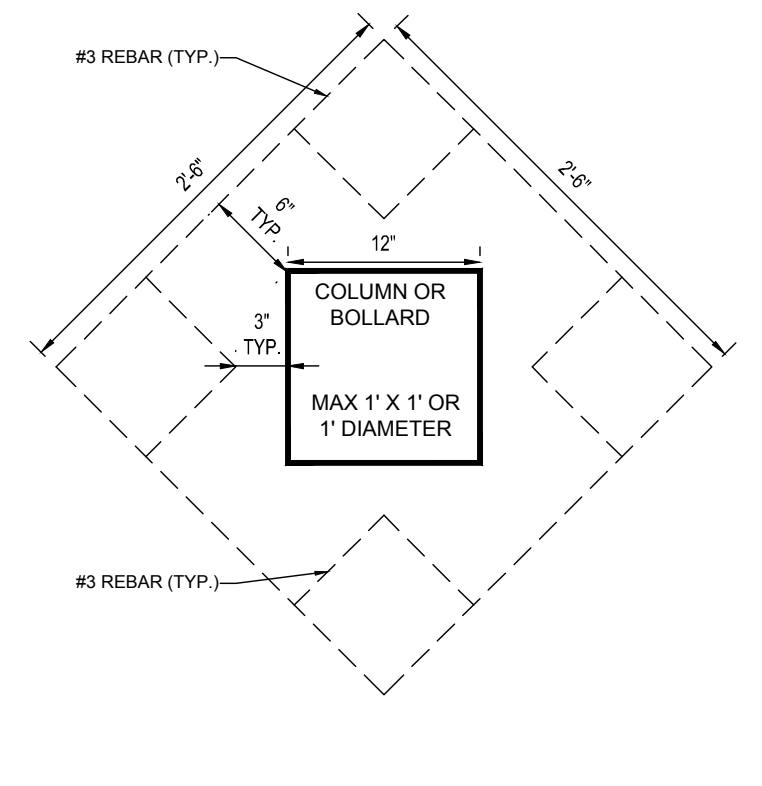 #3 REBAR (TYP.)
2'-6"
2'-6"
6"
TYP.
12"
COLUMN OR
BOLLARD
3"
TYP.
MAX 1' X 1' OR
1' DIAMETER
#3 REBAR (TYP.)